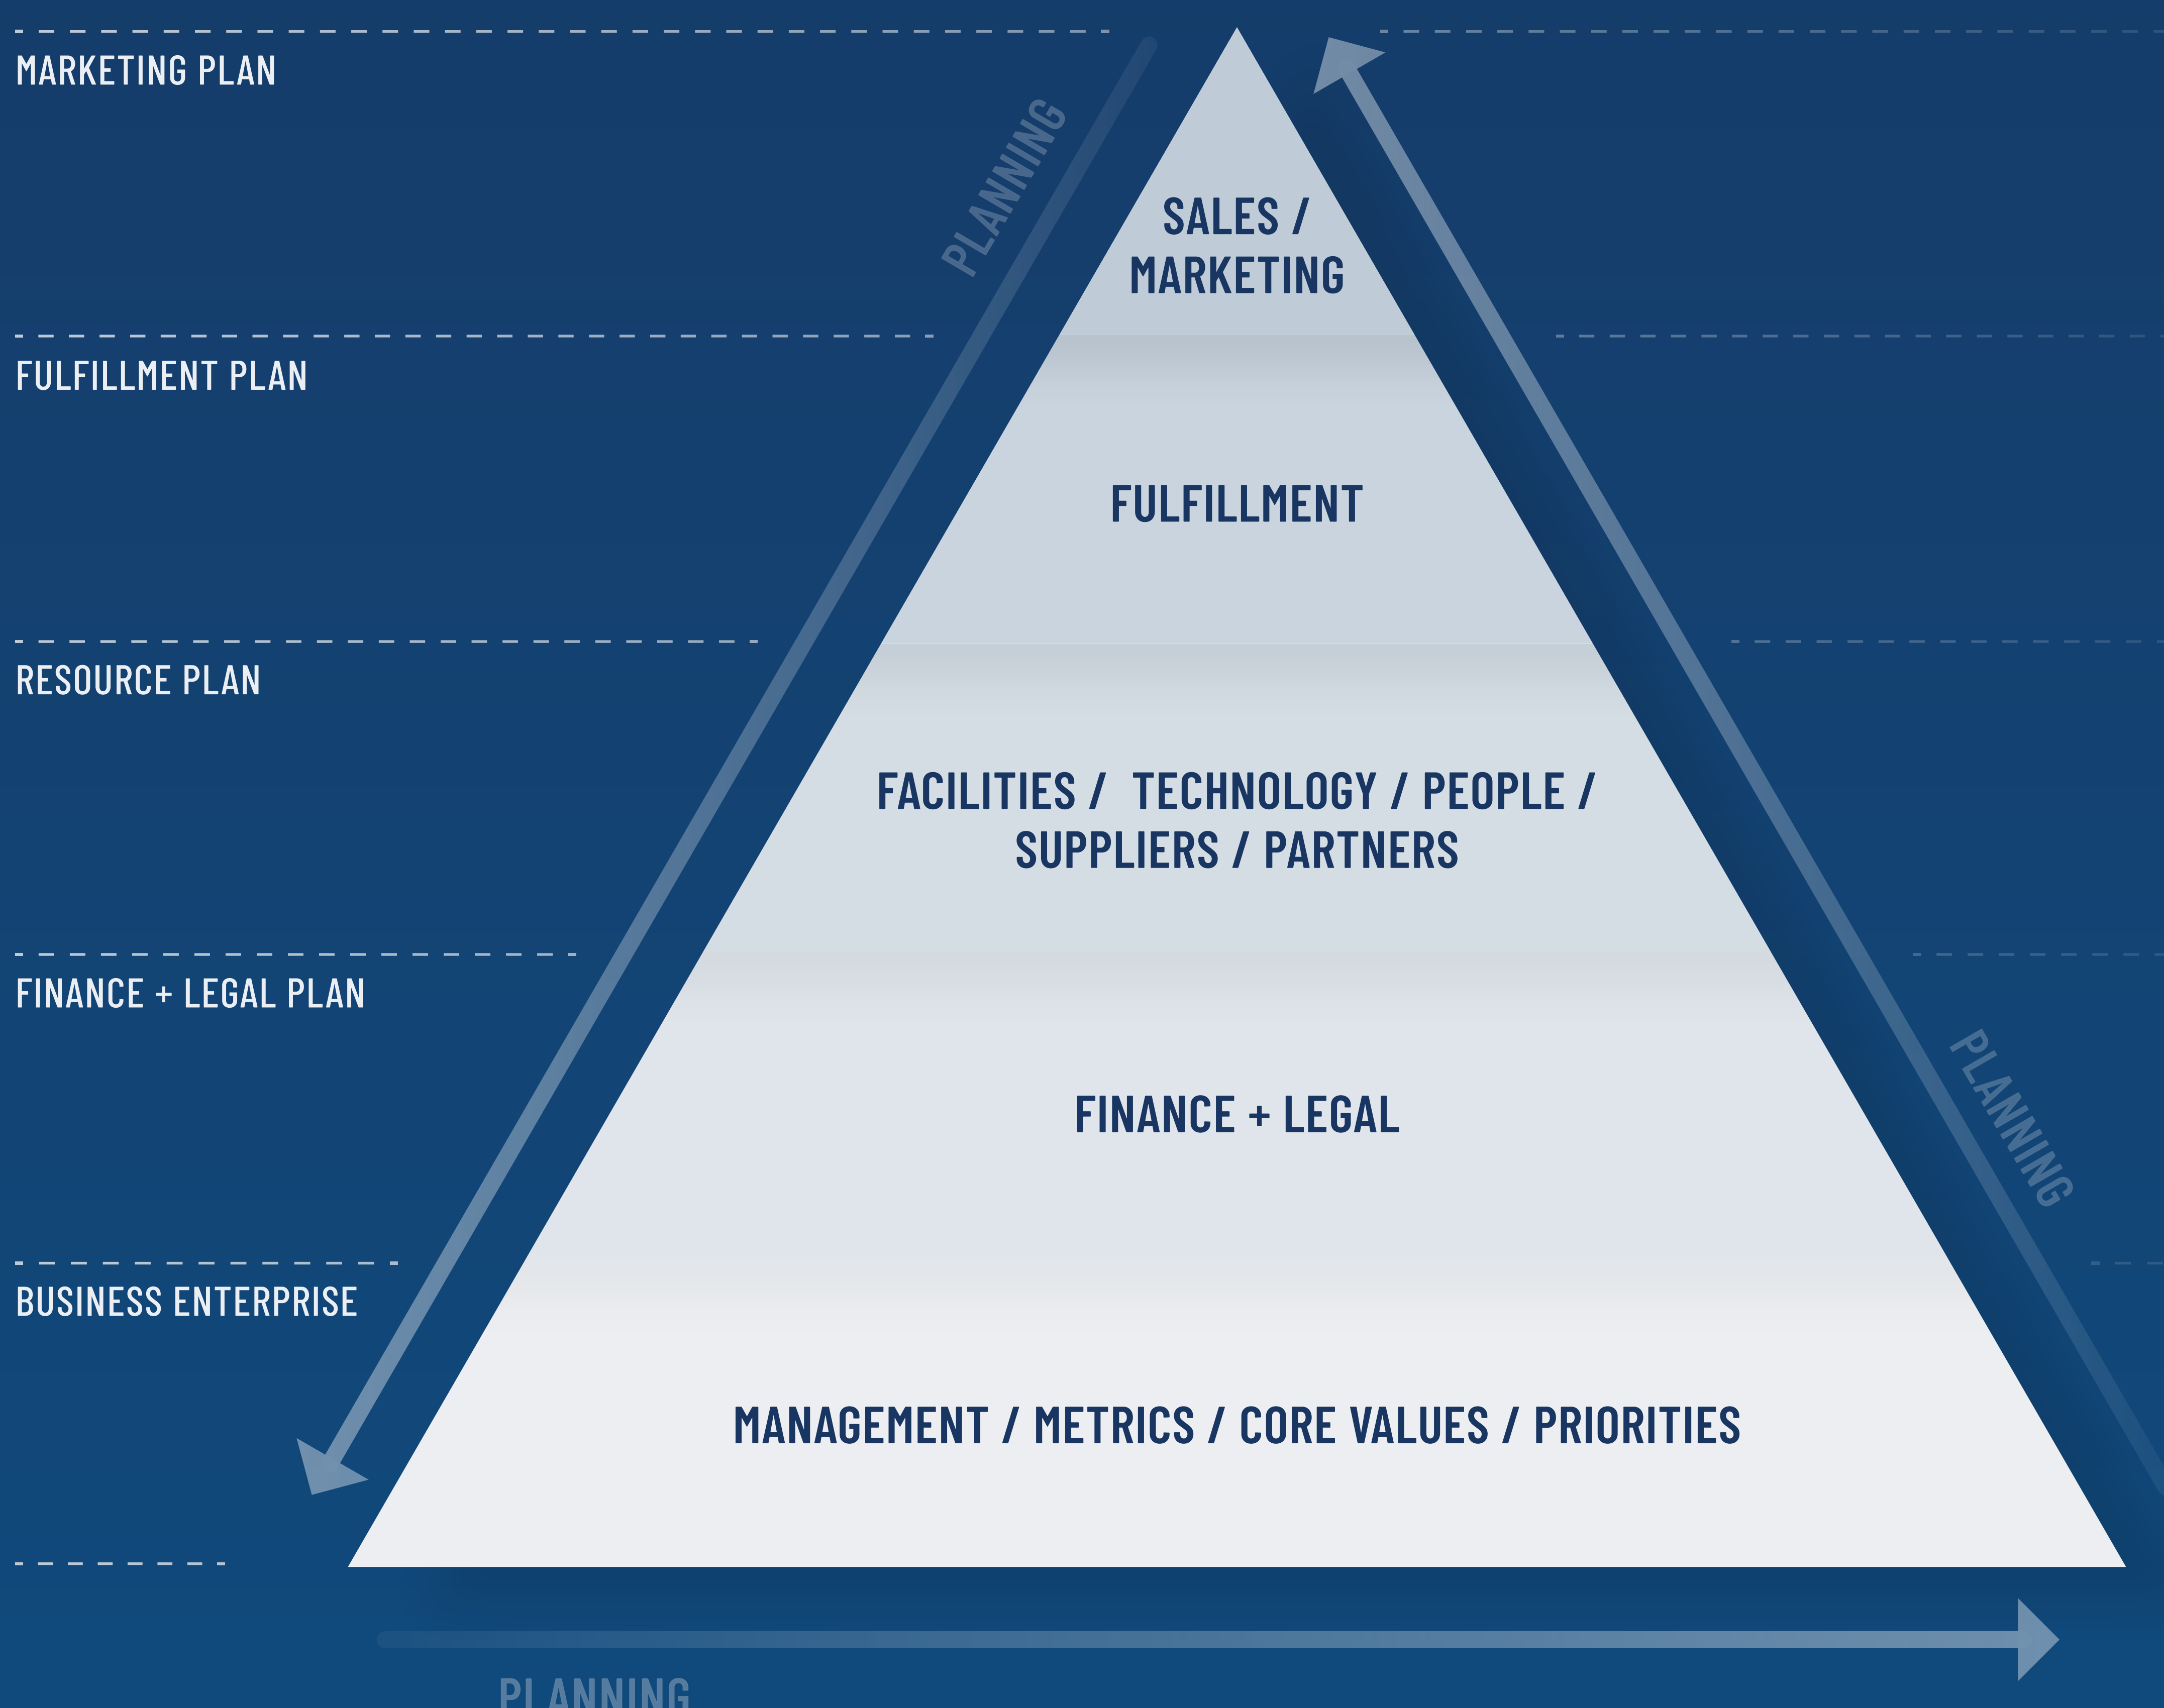 MARKETING PLAN
PLANNING
SALES /
MARKETING
FULFILLMENT PLAN
FULFILLMENT
RESOURCE PLAN
FACILITIES / TECHNOLOGY / PEOPLE /
SUPPLIERS / PARTNERS
FINANCE + LEGAL PLAN
PLANNING
FINANCE + LEGAL
BUSINESS ENTERPRISE
MANAGEMENT / METRICS / CORE VALUES / PRIORITIES
PLANNING